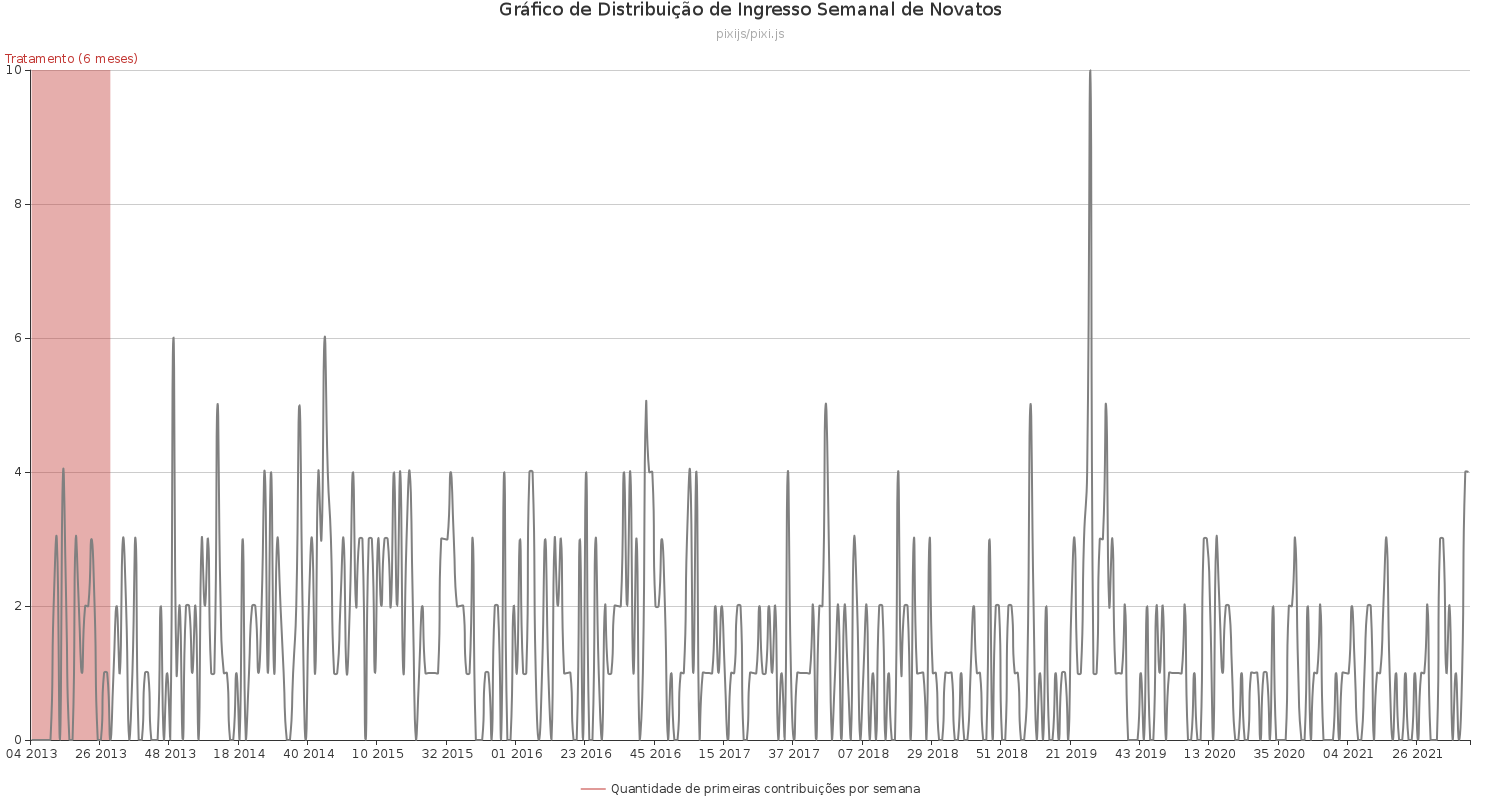 Gráfico de Distribuição de Ingresso Semanal de Novatos
pixijs/pixi.js
Tratamento (6 meses)
10
8
6
4
2
0
04 2013 26 2013 48 2013 18 2014 40 2014 10 2015 32 2015 01 2016 23 2016 45 2016 15 2017 37 2017 07 2018 29 2018 51 2018 21 2019 43 2019 13 2020 35 2020 04 2021 26 2021
Quantidade de primeiras contribuições por semana